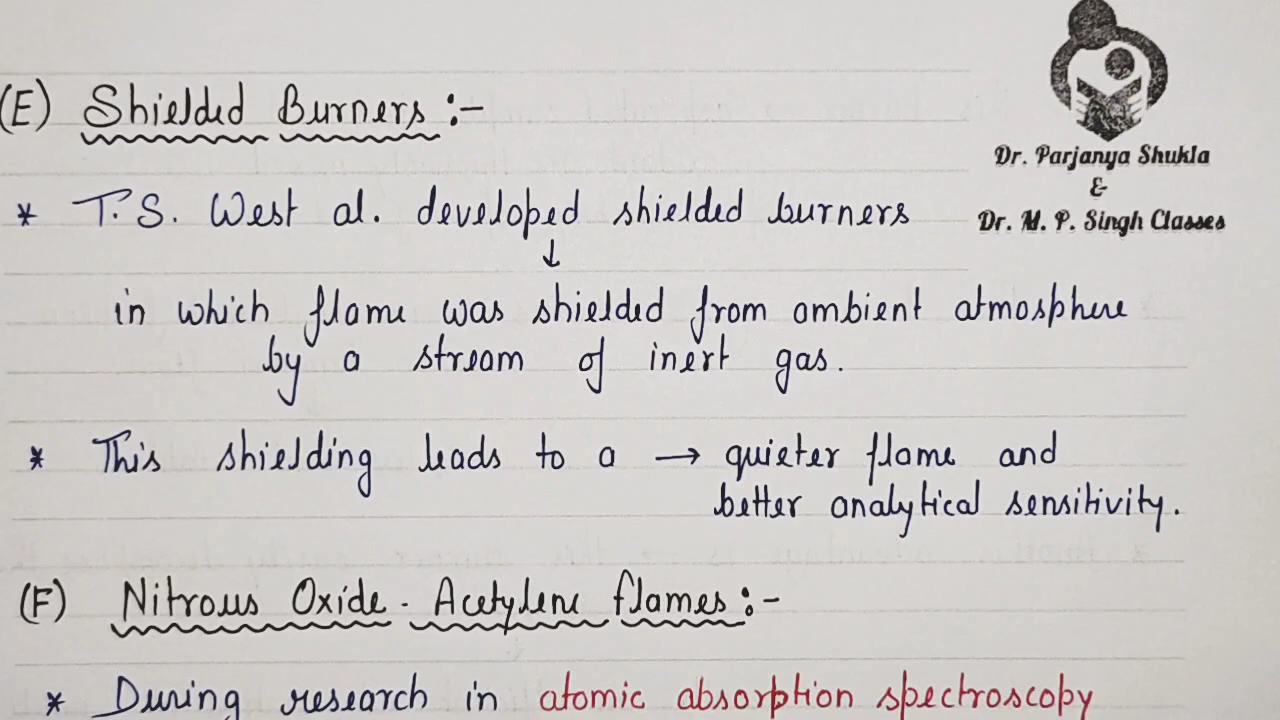 (E) Shielded Burners :-
Dr. Parjanya Shukla
&
Dr. M. P. Singh Classes
* T. S. West al. developed shielded burners
↓
in which flame was shielded from ambient atmosphere
by a stream of inert gas.
* This shielding leads to a → quieter flame and
better analytical sensitivity.
(F) Nitrous Oxide - Acetylene flames :-
* During research in atomic absorption spectroscopy